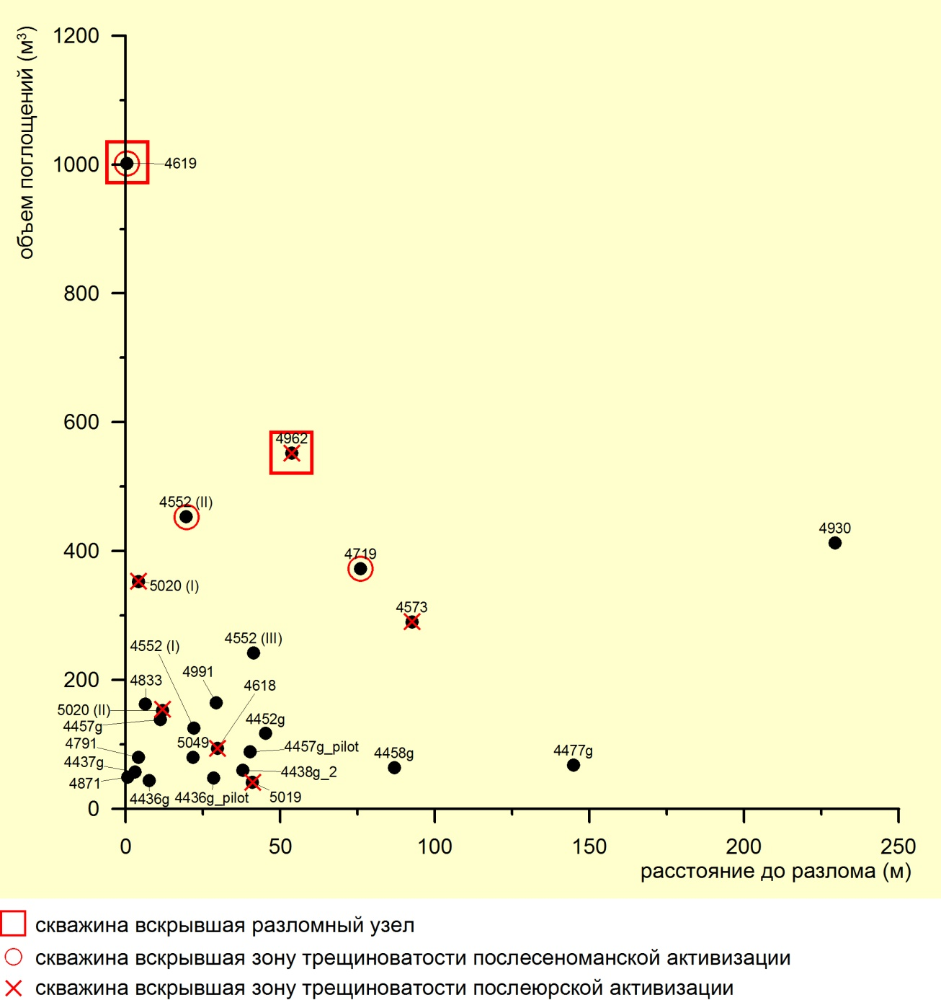 объем поглощений (м³)
1200
1000
4619
800
600
4962
4552 (II)
4930
400
4719
5020 (I)
4573
4552 (III)
4552 (I)
4991
200
4833
4618
5020 (II)
4452g
4457g
5049
4457g_pilot
4791
4458g
4477g
4437g
4438g_2
4871
4436g
4436g_pilot
5019
0
0 50 100 150 200 250
расстояние до разлома (м)
скважина вскрывшая разломный узел
скважина вскрывшая зону трещиноватости послесеноманской активизации
скважина вскрывшая зону трещиноватости послеюрской активизации